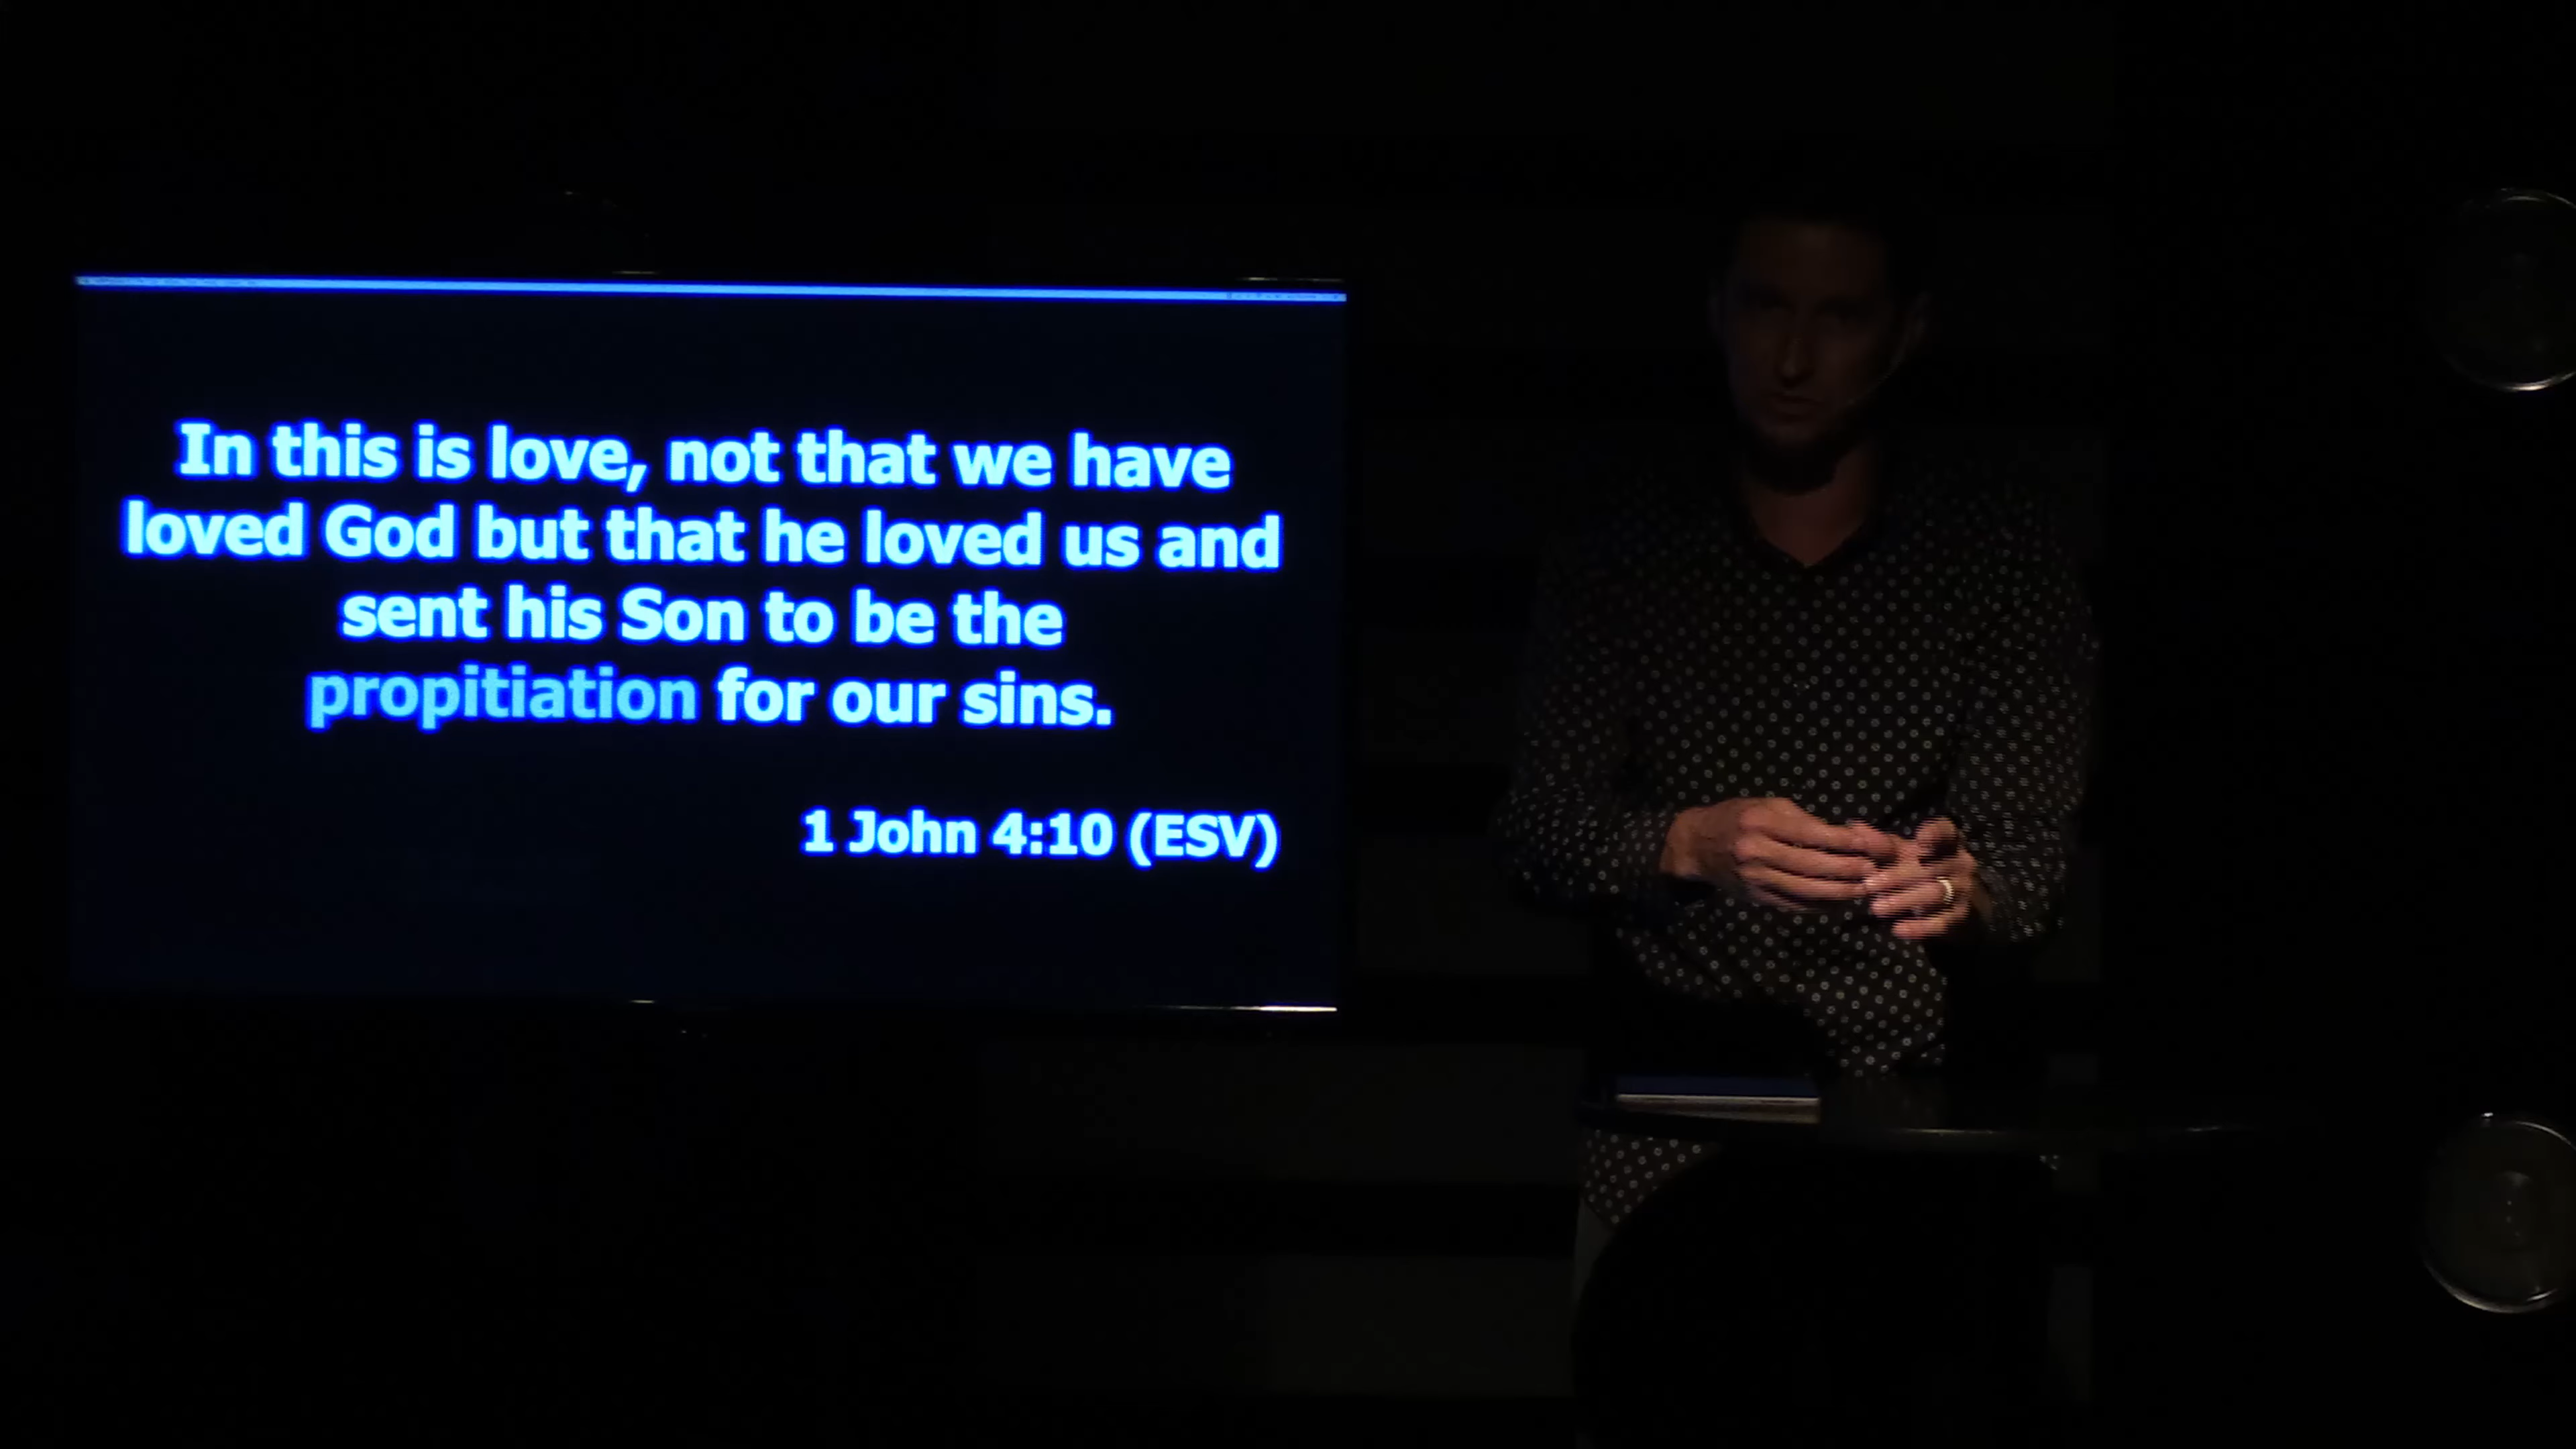 In this is love, not that we have
loved God but that he loved us and
sent his Son to be the
propitiation for our sins.
1 John 4:10 (ESV)